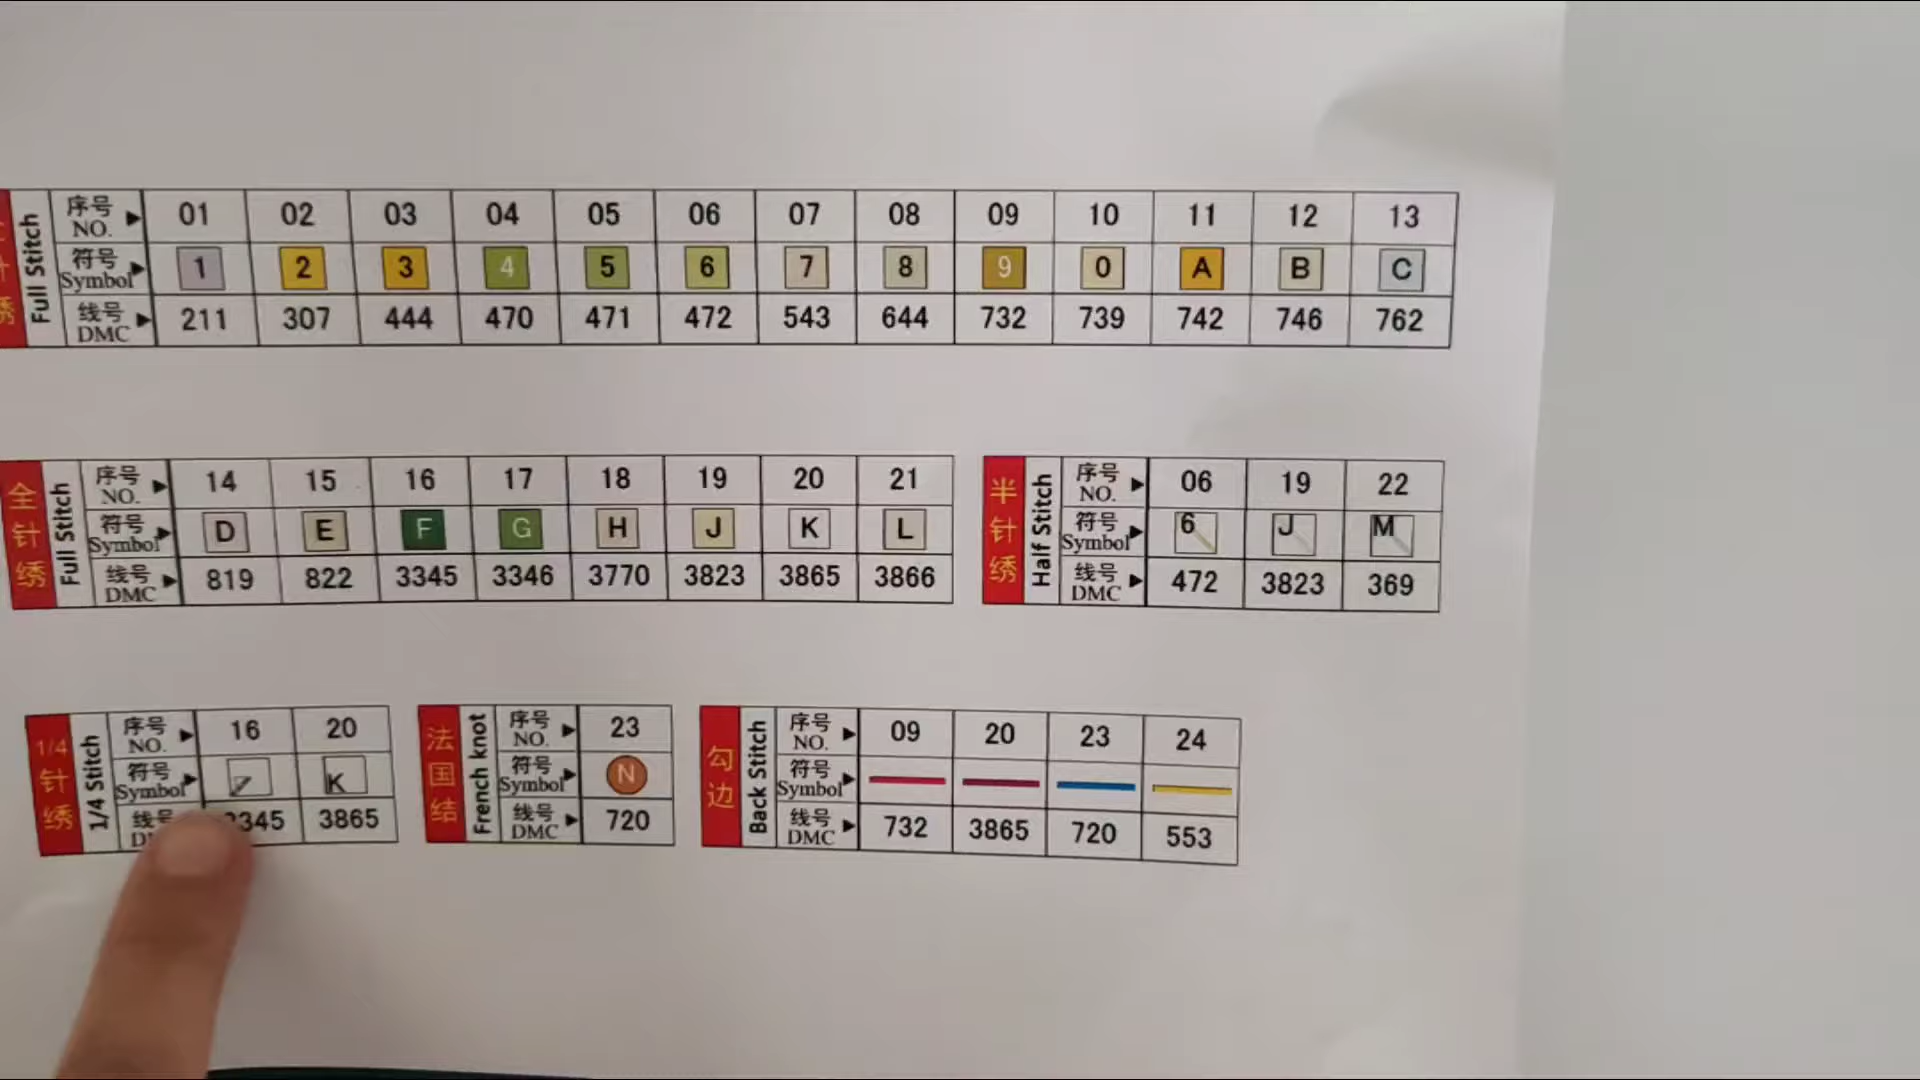 针
绣
Full Stitch
序号 NO. ▶ 01 02 03 04 05 06 07 08 09 10 11 12 13
符号 Symbol ▶ 1 2 3 4 5 6 7 8 9 0 A B C
线号 DMC ▶ 211 307 444 470 471 472 543 644 732 739 742 746 762
全针绣 Full Stitch
序号 NO. ▶ 14 15 16 17 18 19 20 21
符号 Symbol ▶ D E F G H J K L
线号 DMC ▶ 819 822 3345 3346 3770 3823 3865 3866
半针绣 Half Stitch
序号 NO. ▶ 06 19 22
符号 Symbol ▶ 6 J M
线号 DMC ▶ 472 3823 369
1/4针绣 1/4 Stitch
序号 NO. ▶ 16 20
符号 Symbol ▶ K
线号 3345 3865
法国结 French knot
序号 NO. ▶ 23
符号 Symbol ▶ N
线号 DMC ▶ 720
勾边 Back Stitch
序号 NO. ▶ 09 20 23 24
符号 Symbol ▶
线号 DMC ▶ 732 3865 720 553